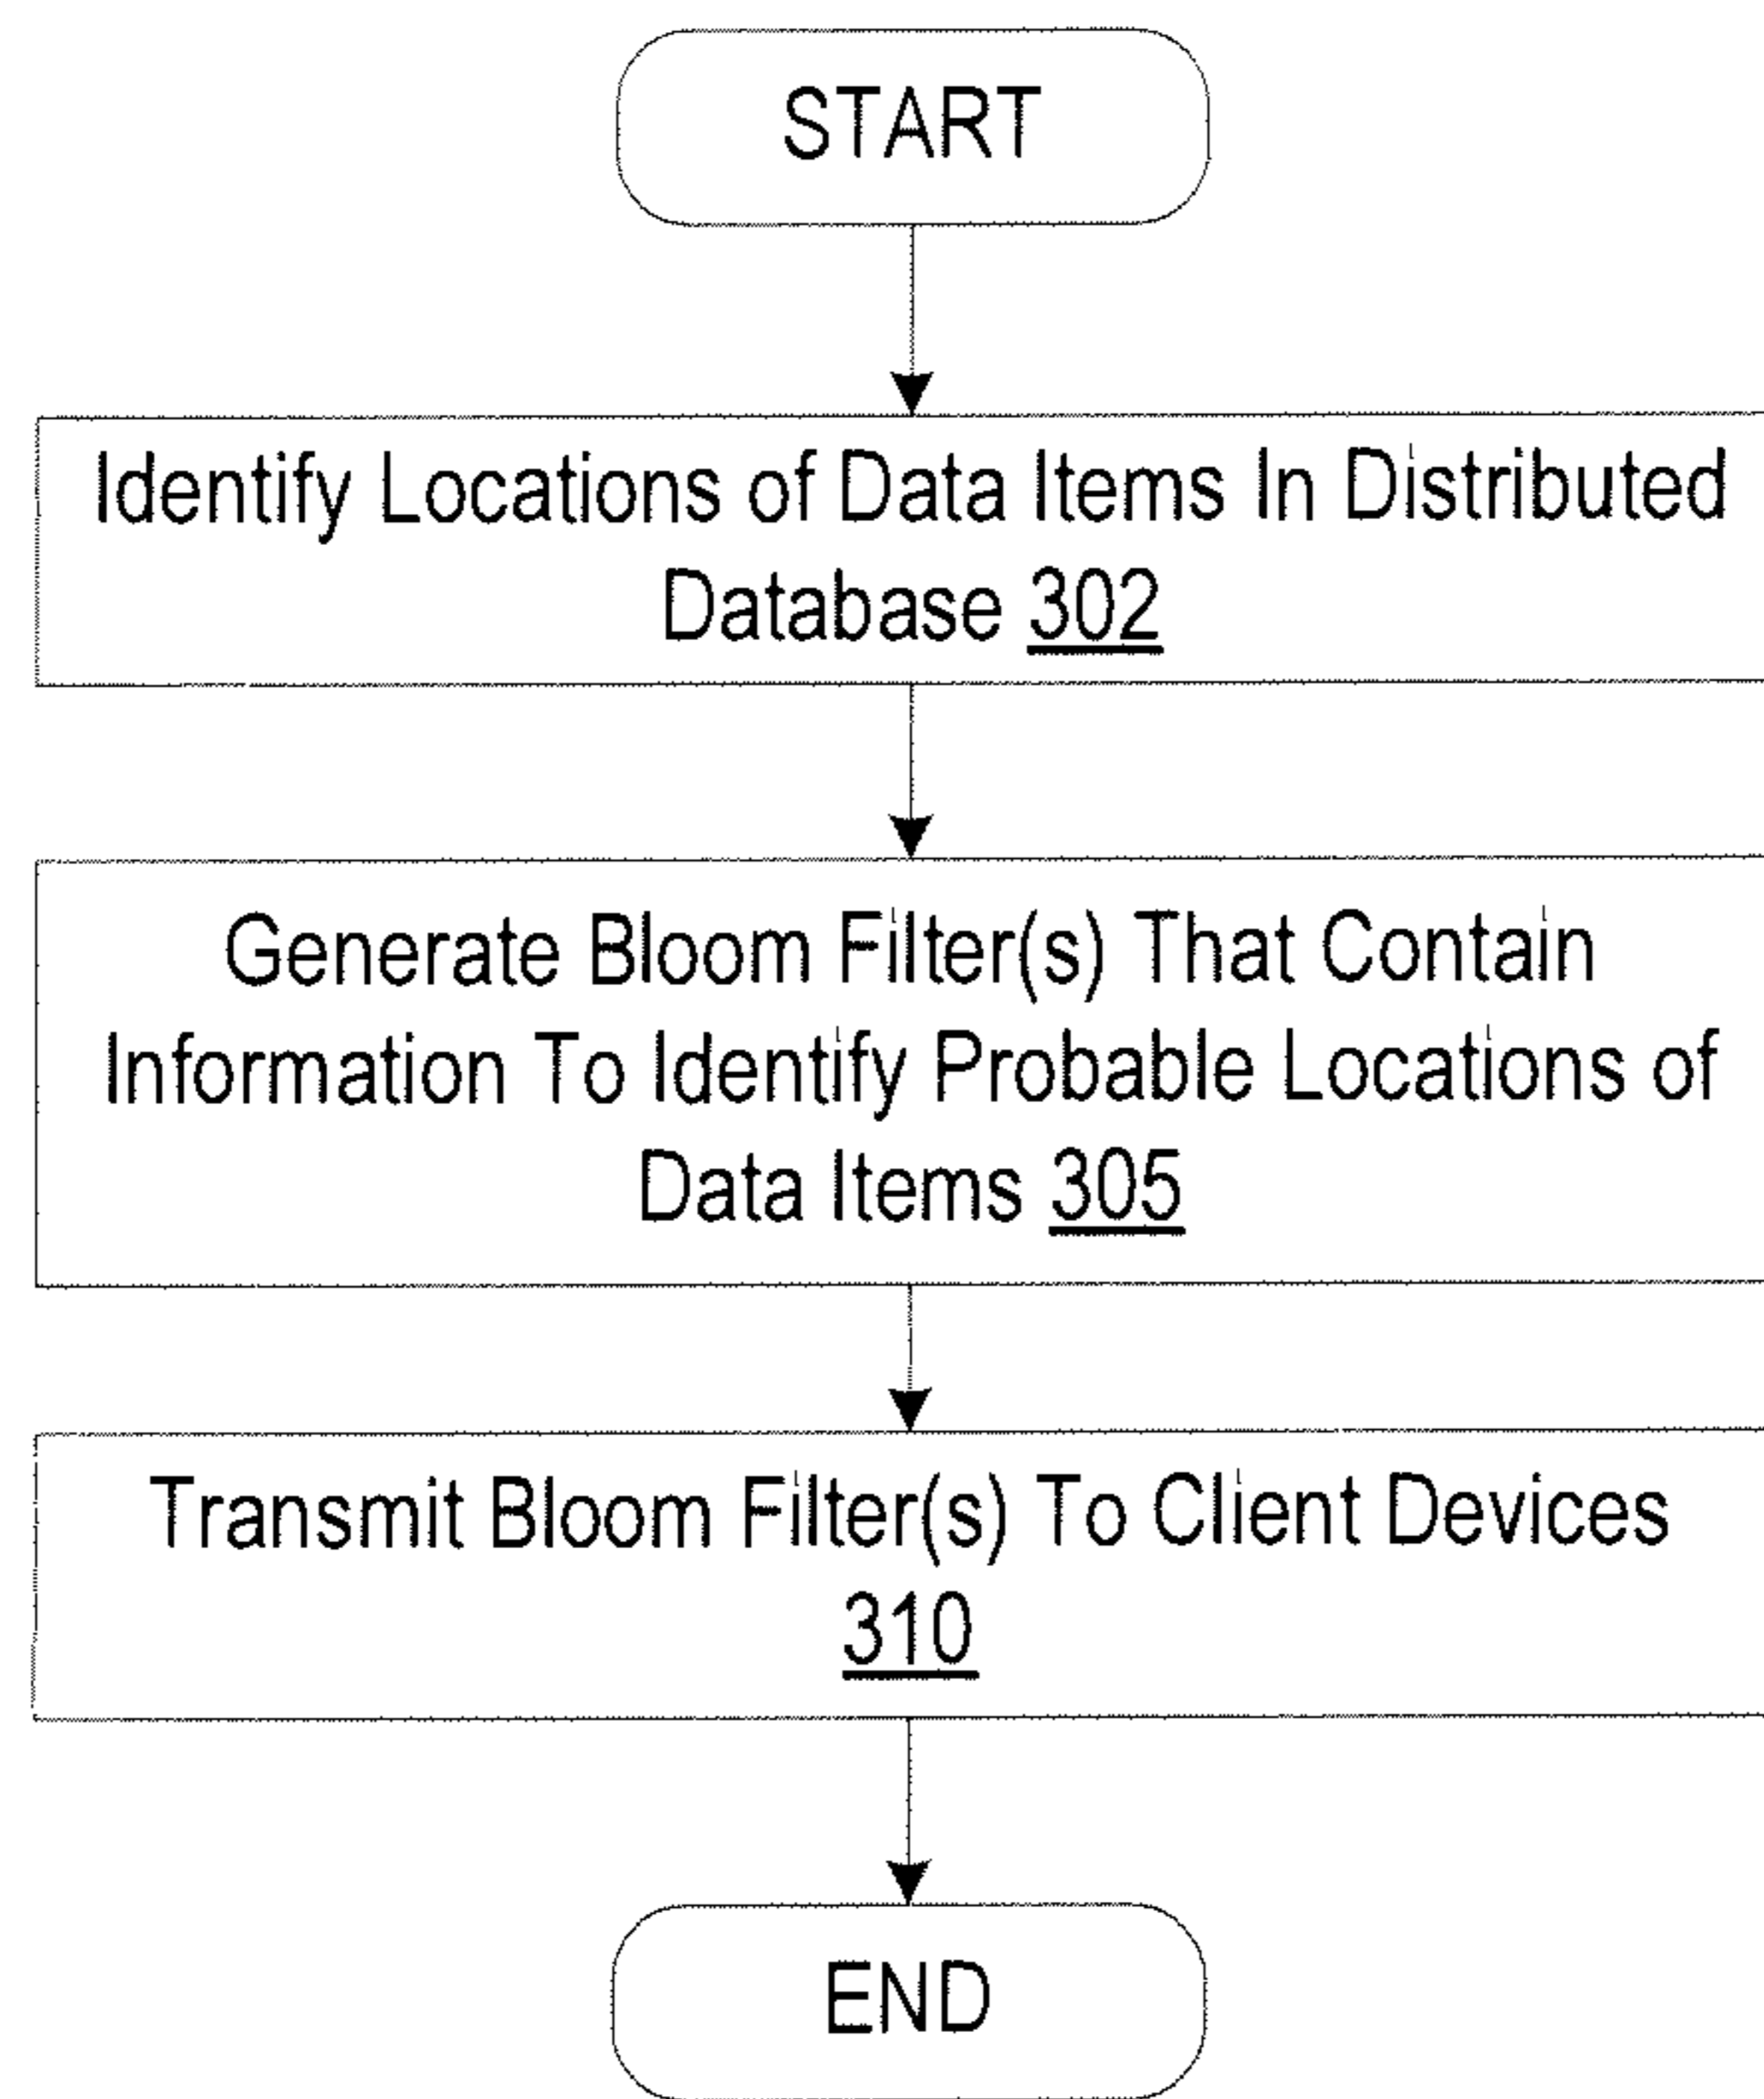 START
Identify Locations of Data Items In Distributed
Database 302
Generate Bloom Filter(s) That Contain
Information To Identify Probable Locations of
Data Items 305
Transmit Bloom Filter(s) To Client Devices
310
END